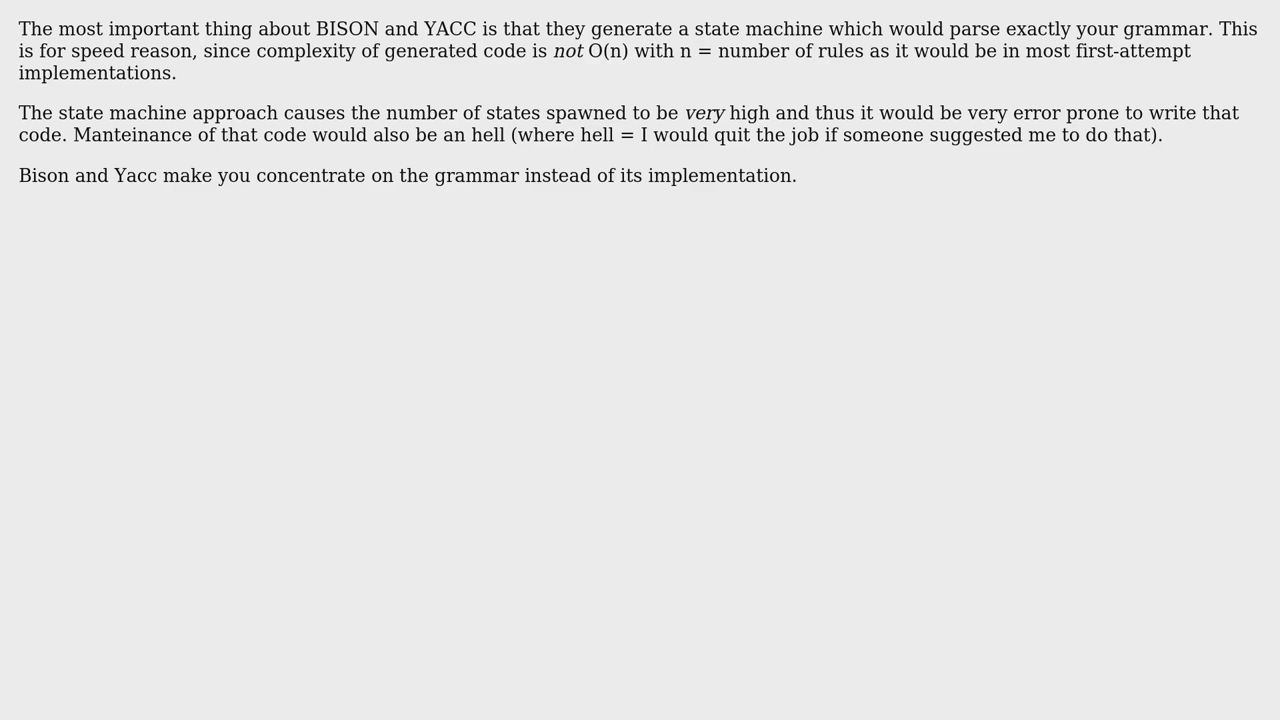 The most important thing about BISON and YACC is that they generate a state machine which would parse exactly your grammar. This
is for speed reason, since complexity of generated code is not O(n) with n = number of rules as it would be in most first-attempt
implementations.
The state machine approach causes the number of states spawned to be very high and thus it would be very error prone to write that
code. Manteinance of that code would also be an hell (where hell = I would quit the job if someone suggested me to do that).
Bison and Yacc make you concentrate on the grammar instead of its implementation.